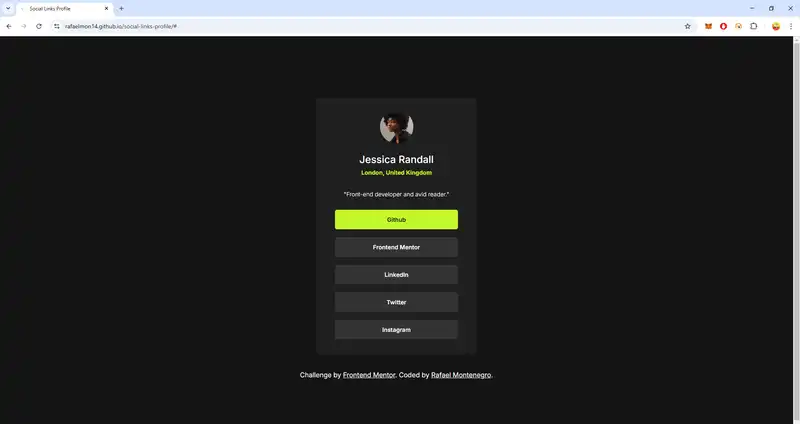 Social Links Profile
rafaelmon14.github.io/social-links-profile/#
Jessica Randall
London, United Kingdom
"Front-end developer and avid reader."
Github
Frontend Mentor
LinkedIn
Twitter
Instagram
Challenge by Frontend Mentor. Coded by Rafael Montenegro.